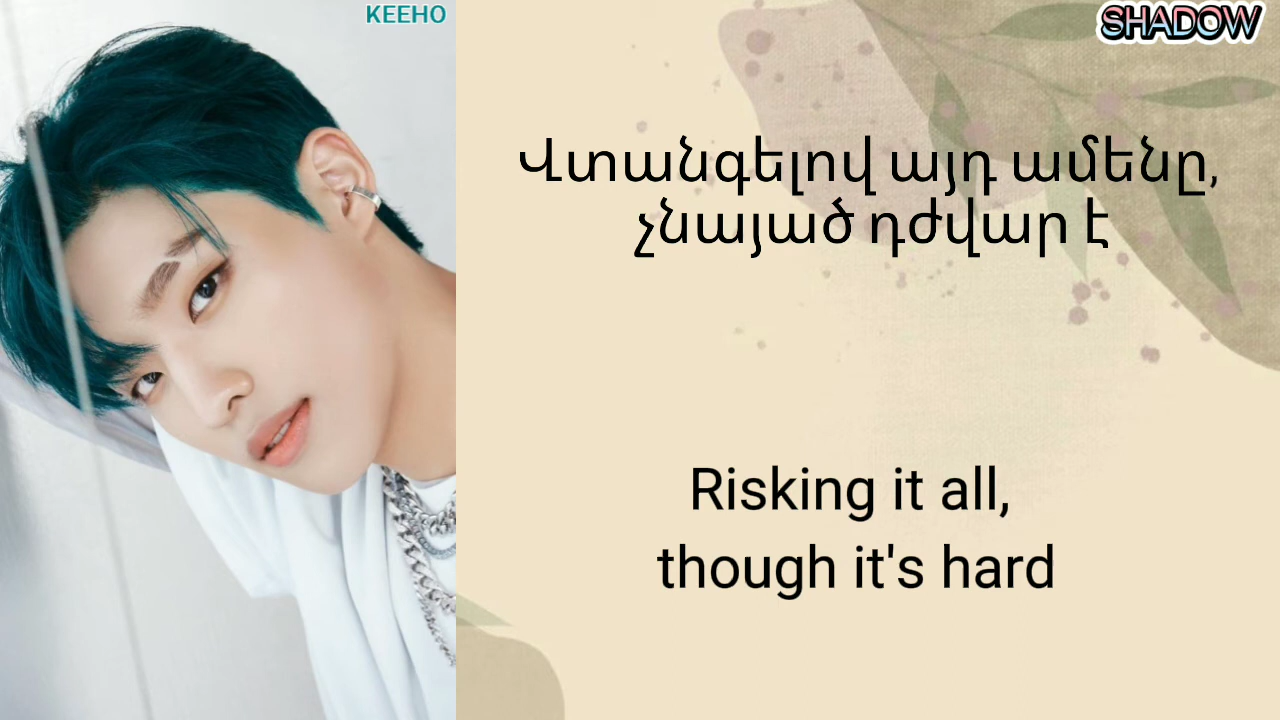 KEEHO
SHADOW
Վտանգելով այդ ամենը,
չնայած դժվար է
Risking it all,
though it's hard